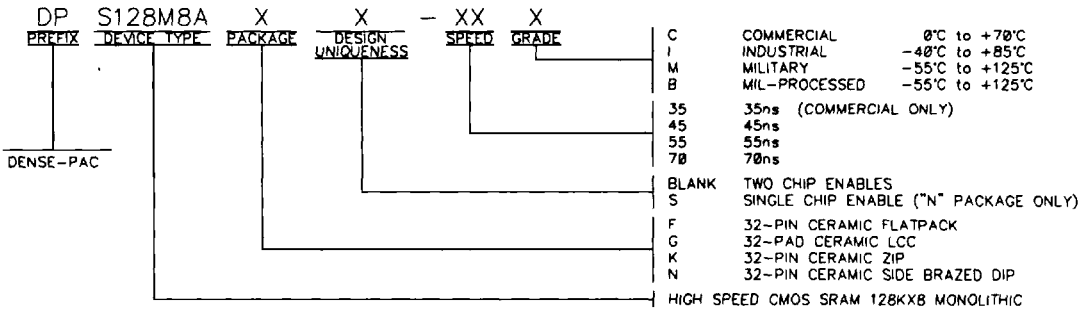 DP S128M8A X X - XX X
PREFIX DEVICE TYPE PACKAGE DESIGN UNIQUENESS SPEED GRADE
DENSE-PAC
C COMMERCIAL 0°C to +70°C
I INDUSTRIAL -40°C to +85°C
M MILITARY -55°C to +125°C
B MIL-PROCESSED -55°C to +125°C
35 35ns (COMMERCIAL ONLY)
45 45ns
55 55ns
70 70ns
BLANK TWO CHIP ENABLES
S SINGLE CHIP ENABLE ("N" PACKAGE ONLY)
F 32-PIN CERAMIC FLATPACK
G 32-PAD CERAMIC LCC
K 32-PIN CERAMIC ZIP
N 32-PIN CERAMIC SIDE BRAZED DIP
HIGH SPEED CMOS SRAM 128KX8 MONOLITHIC